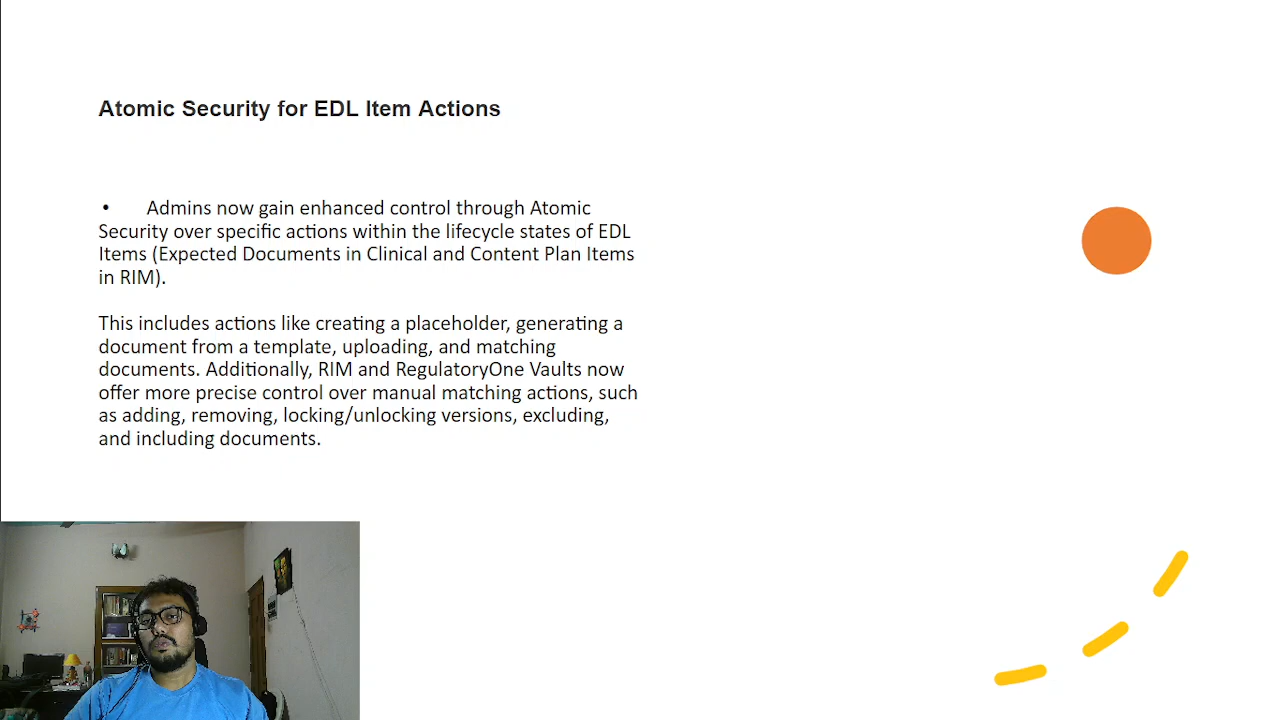 Atomic Security for EDL Item Actions
• Admins now gain enhanced control through Atomic
Security over specific actions within the lifecycle states of EDL
Items (Expected Documents in Clinical and Content Plan Items
in RIM).
This includes actions like creating a placeholder, generating a
document from a template, uploading, and matching
documents. Additionally, RIM and RegulatoryOne Vaults now
offer more precise control over manual matching actions, such
as adding, removing, locking/unlocking versions, excluding,
and including documents.